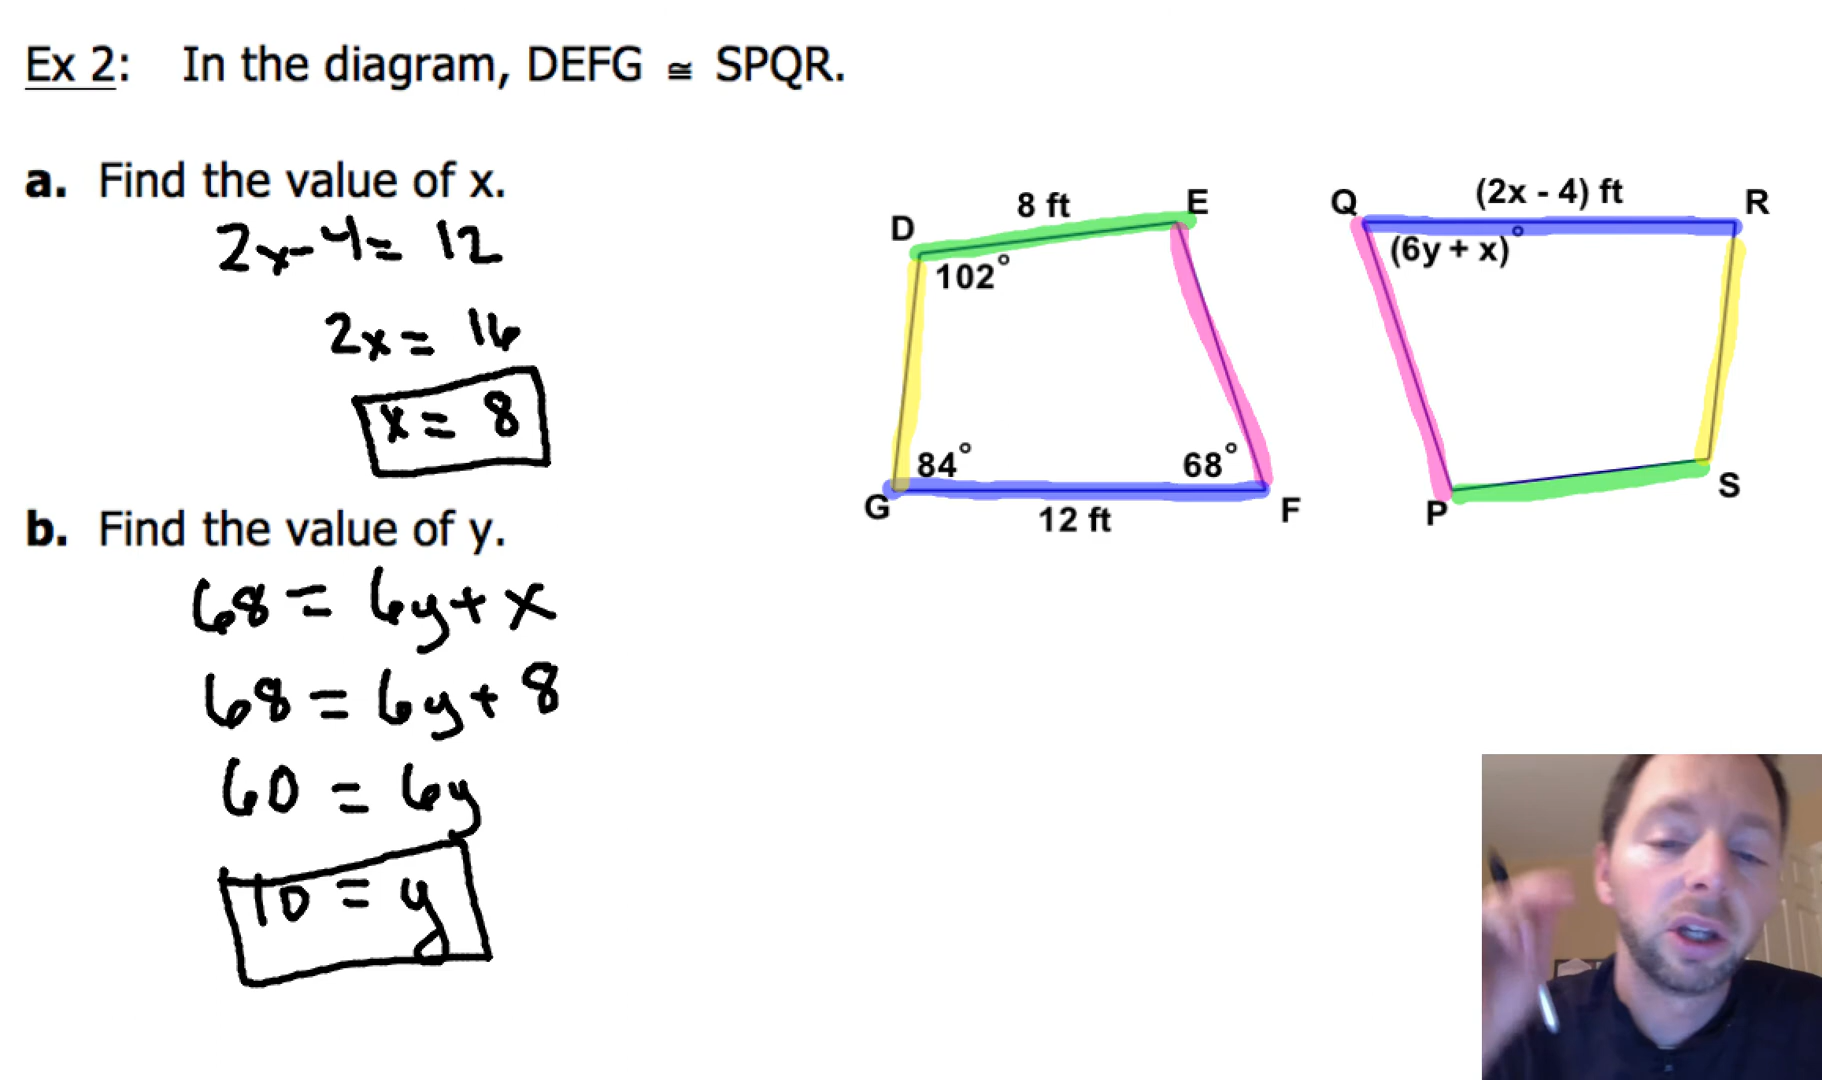 Ex 2: In the diagram, DEFG ≅ SPQR.
a. Find the value of x.
2x-4= 12
2x= 16
x= 8
b. Find the value of y.
68= 6y+x
68= 6y+8
60 = 6y
10 = y
8 ft
D
E
102°
84°
68°
G
12 ft
F
(2x - 4) ft
Q
R
(6y + x)°
P
S